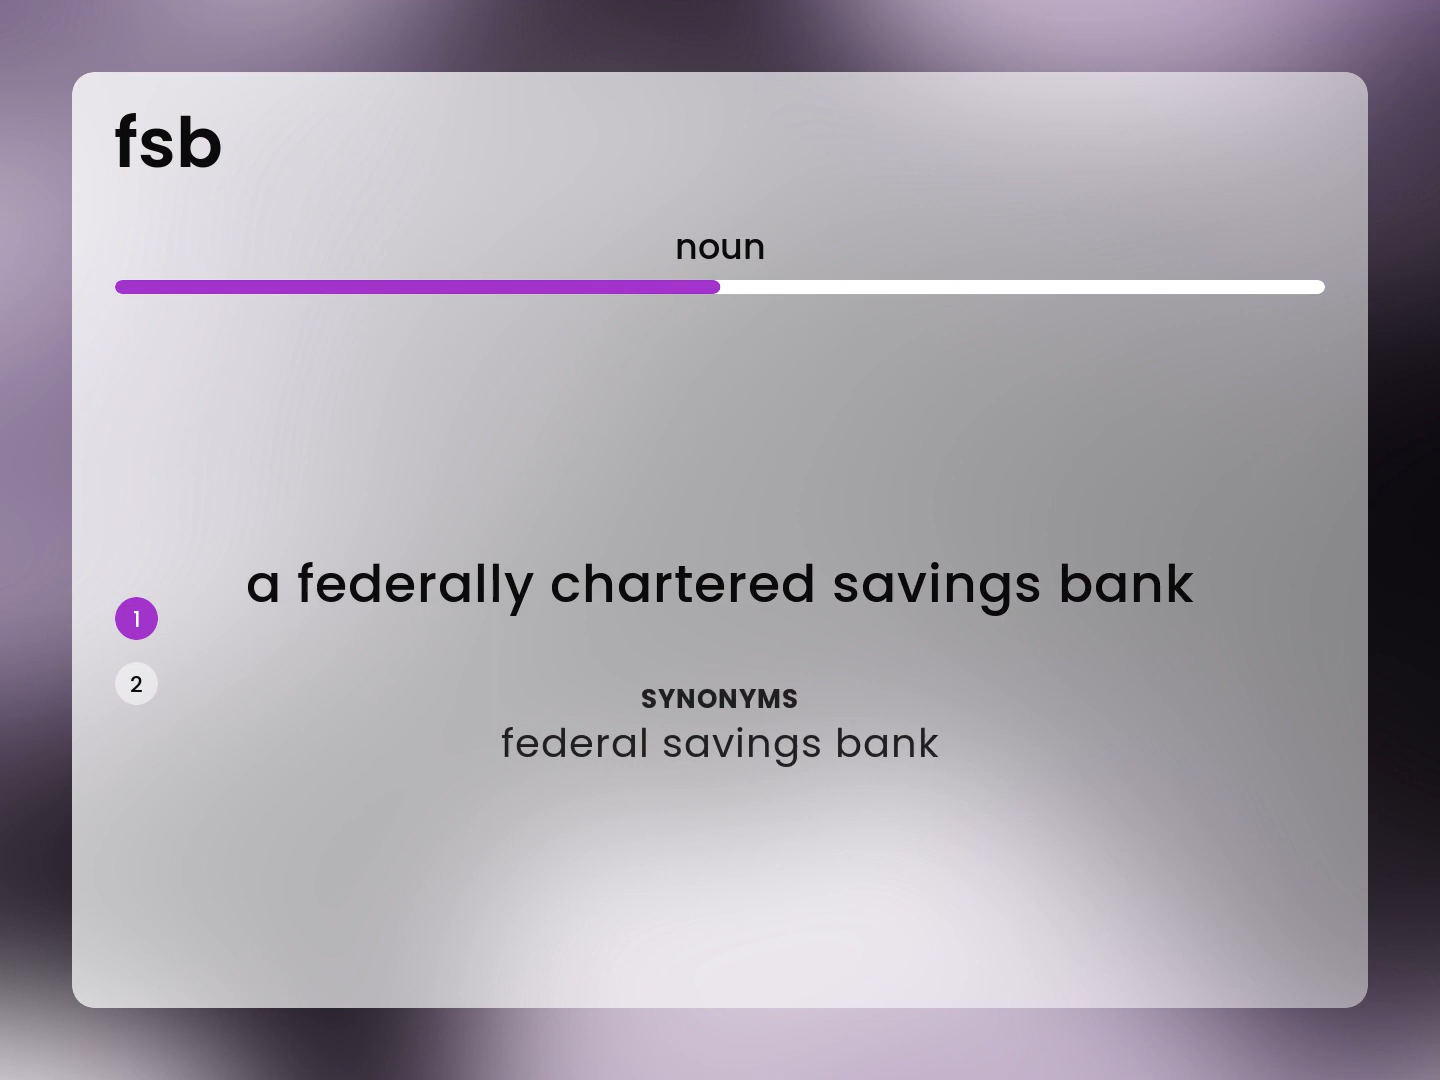 fsb
noun
a federally chartered savings bank
1
2
SYNONYMS
federal savings bank